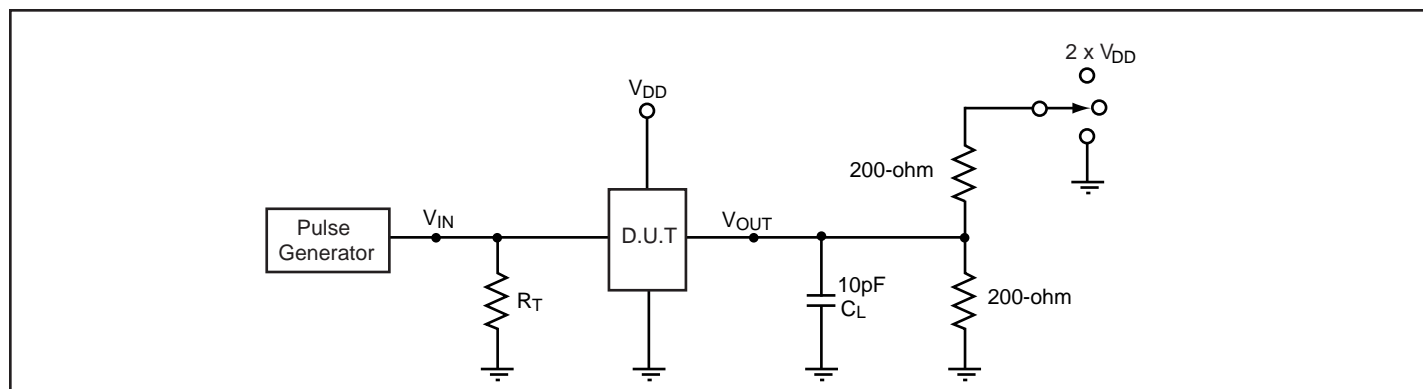 2 x VDD
VDD
200-ohm
Pulse
Generator
VIN
D.U.T
VOUT
RT
10pF
CL
200-ohm